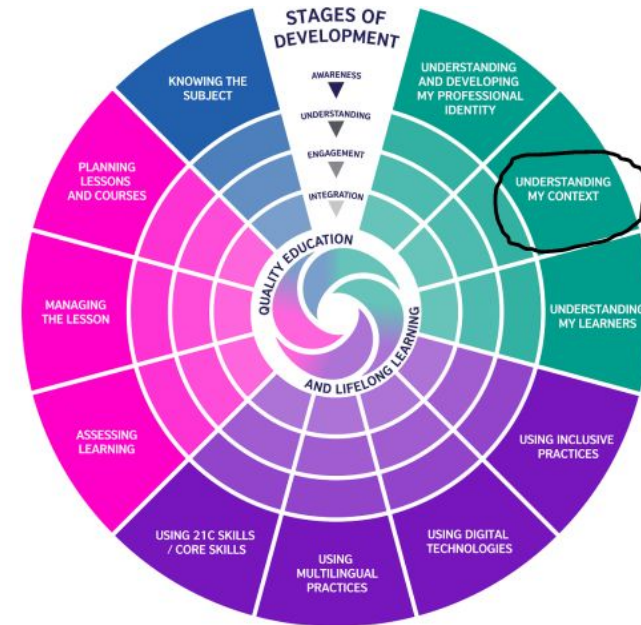 STAGES OF
DEVELOPMENT
AWARENESS
UNDERSTANDING
ENGAGEMENT
INTEGRATION
UNDERSTANDING
AND DEVELOPING
MY PROFESSIONAL
IDENTITY
UNDERSTANDING
MY CONTEXT
UNDERSTANDING
MY LEARNERS
USING INCLUSIVE
PRACTICES
USING DIGITAL
TECHNOLOGIES
USING
MULTILINGUAL
PRACTICES
USING 21C SKILLS
/ CORE SKILLS
ASSESSING
LEARNING
MANAGING
THE LESSON
PLANNING
LESSONS
AND COURSES
KNOWING THE
SUBJECT
QUALITY EDUCATION
AND LIFELONG LEARNING